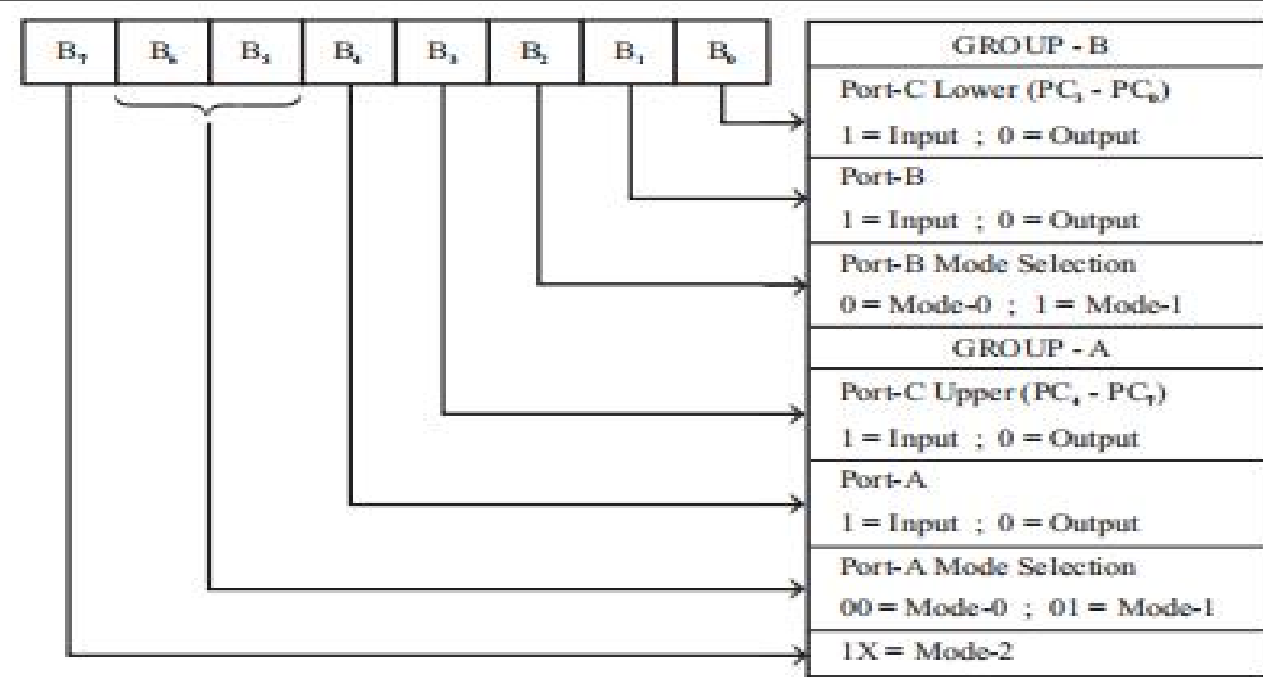 B₇ B₆ B₅ B₄ B₃ B₂ B₁ B₀
GROUP - B
Port-C Lower (PC₃ - PC₀)
1 = Input ; 0 = Output
Port-B
1 = Input ; 0 = Output
Port-B Mode Selection
0 = Mode-0 ; 1 = Mode-1
GROUP - A
Port-C Upper (PC₄ - PC₇)
1 = Input ; 0 = Output
Port-A
1 = Input ; 0 = Output
Port-A Mode Selection
00 = Mode-0 ; 01 = Mode-1
1X = Mode-2